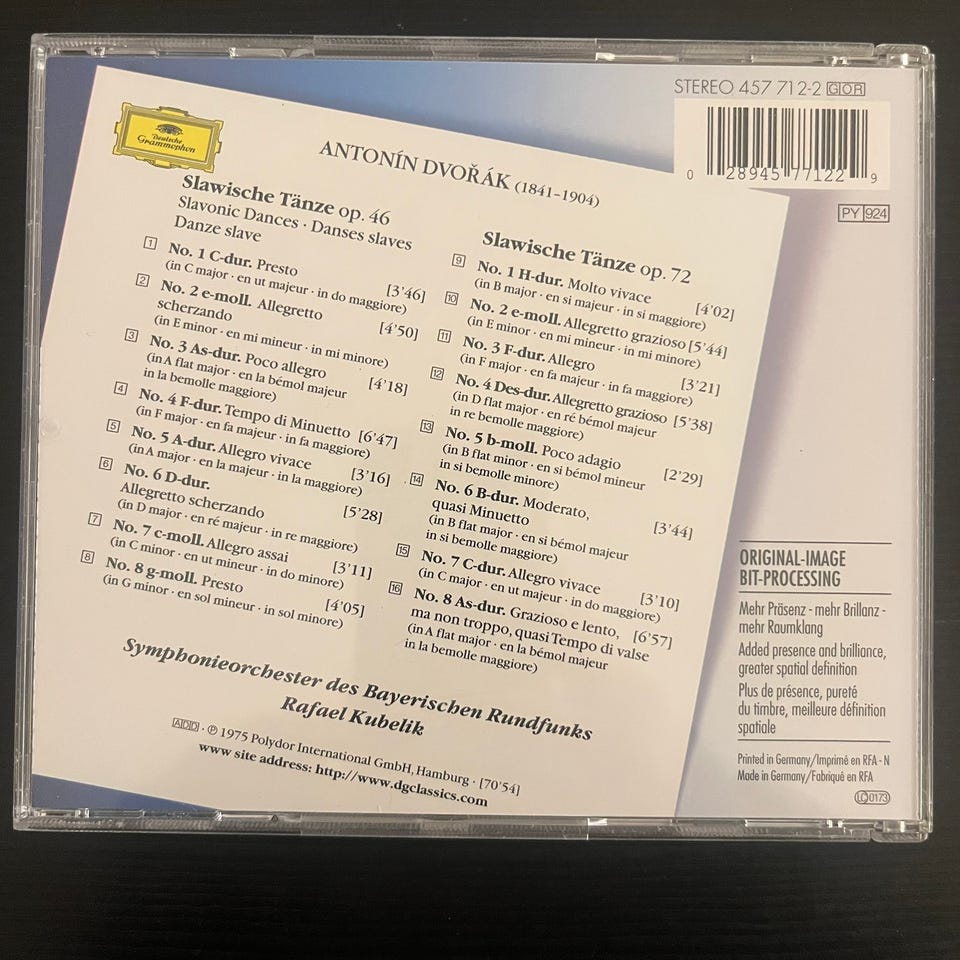 STEREO 457 712-2 GOR
0 28945 77122 9
PY 924
Deutsche
Grammophon
ANTONÍN DVOŘÁK (1841–1904)
Slawische Tänze op. 46
Slavonic Dances · Danses slaves
Danze slave
1 No. 1 C-dur. Presto [3'46]
(in C major · en ut majeur · in do maggiore)
2 No. 2 e-moll. Allegretto
scherzando [4'50]
(in E minor · en mi mineur · in mi minore)
3 No. 3 As-dur. Poco allegro [4'18]
(in A flat major · en la bémol majeur
in la bemolle maggiore)
4 No. 4 F-dur. Tempo di Minuetto [6'47]
(in F major · en fa majeur · in fa maggiore)
5 No. 5 A-dur. Allegro vivace [3'16]
(in A major · en la majeur · in la maggiore)
6 No. 6 D-dur.
Allegretto scherzando [5'28]
(in D major · en ré majeur · in re maggiore)
7 No. 7 c-moll. Allegro assai [3'11]
(in C minor · en ut mineur · in do minore)
8 No. 8 g-moll. Presto [4'05]
(in G minor · en sol mineur · in sol minore)
Slawische Tänze op. 72
9 No. 1 H-dur. Molto vivace [4'02]
(in B major · en si majeur · in si maggiore)
10 No. 2 e-moll. Allegretto grazioso [5'44]
(in E minor · en mi mineur · in mi minore)
11 No. 3 F-dur. Allegro [3'21]
(in F major · en fa majeur · in fa maggiore)
12 No. 4 Des-dur. Allegretto grazioso [5'38]
(in D flat major · en ré bémol majeur
in re bemolle maggiore)
13 No. 5 b-moll. Poco adagio [2'29]
(in B flat minor · en si bémol mineur
in si bemolle minore)
14 No. 6 B-dur. Moderato,
quasi Minuetto [3'44]
(in B flat major · en si bémol majeur
in si bemolle maggiore)
15 No. 7 C-dur. Allegro vivace [3'10]
(in C major · en ut majeur · in do maggiore)
16 No. 8 As-dur. Grazioso e lento, [6'57]
ma non troppo, quasi Tempo di valse
(in A flat major · en la bémol majeur
in la bemolle maggiore)
Symphonieorchester des Bayerischen Rundfunks
Rafael Kubelik
ADD · ℗ 1975 Polydor International GmbH, Hamburg · [70'54]
www site address: http://www.dgclassics.com
ORIGINAL-IMAGE
BIT-PROCESSING
Mehr Präsenz - mehr Brillanz -
mehr Raumklang
Added presence and brilliance,
greater spatial definition
Plus de présence, pureté
du timbre, meilleure définition
spatiale
Printed in Germany/Imprimé en RFA - N
Made in Germany/Fabriqué en RFA
LC 0173